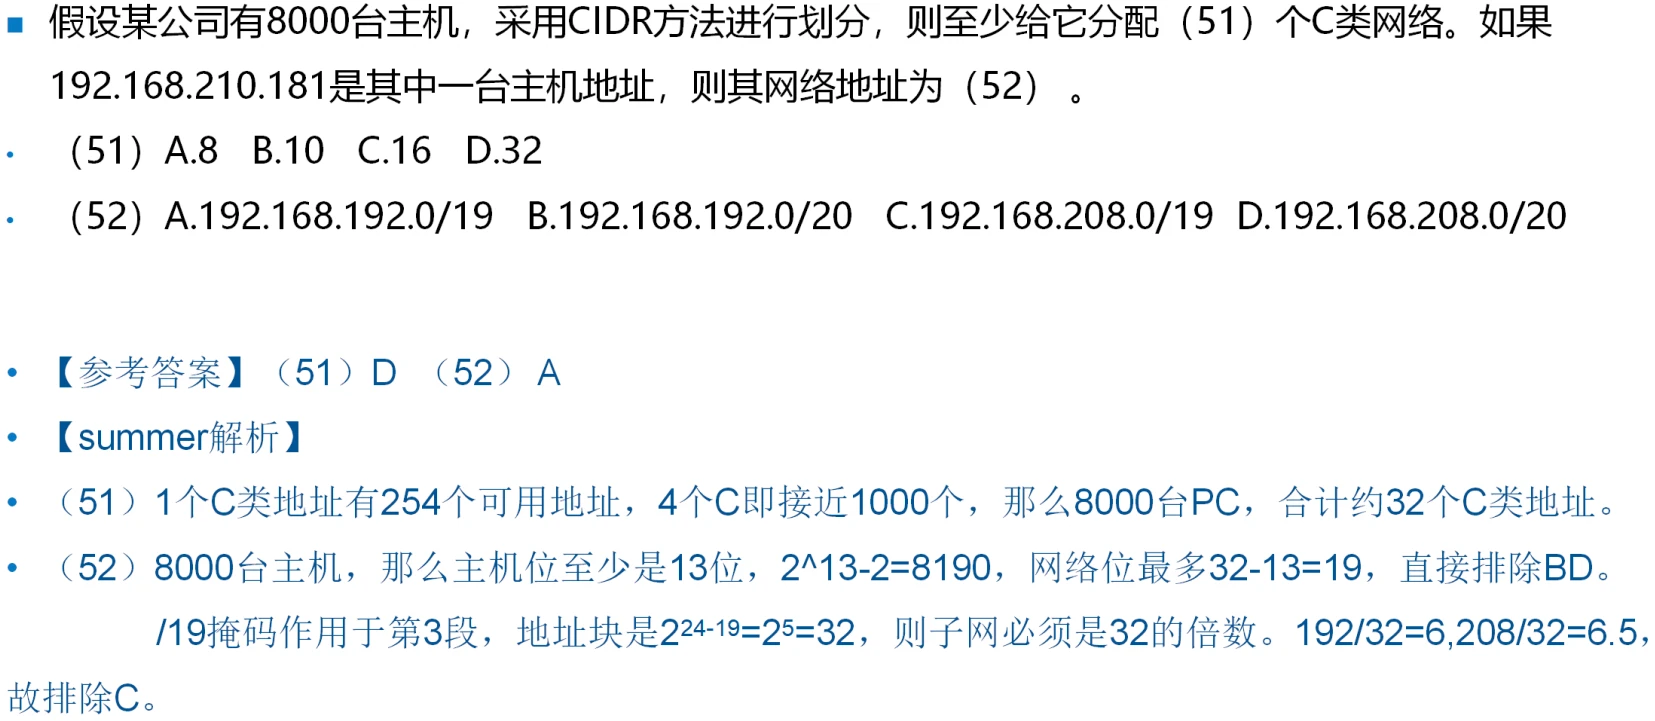 ■ 假设某公司有8000台主机，采用CIDR方法进行划分，则至少给它分配（51）个C类网络。如果
192.168.210.181是其中一台主机地址，则其网络地址为（52） 。
• （51）A.8 B.10 C.16 D.32
• （52）A.192.168.192.0/19 B.192.168.192.0/20 C.192.168.208.0/19 D.192.168.208.0/20
• 【参考答案】（51）D （52） A
• 【summer解析】
• （51）1个C类地址有254个可用地址，4个C即接近1000个，那么8000台PC，合计约32个C类地址。
• （52）8000台主机，那么主机位至少是13位，2^13-2=8190，网络位最多32-13=19，直接排除BD。
/19掩码作用于第3段，地址块是2²⁴⁻¹⁹=2⁵=32，则子网必须是32的倍数。192/32=6,208/32=6.5，
故排除C。